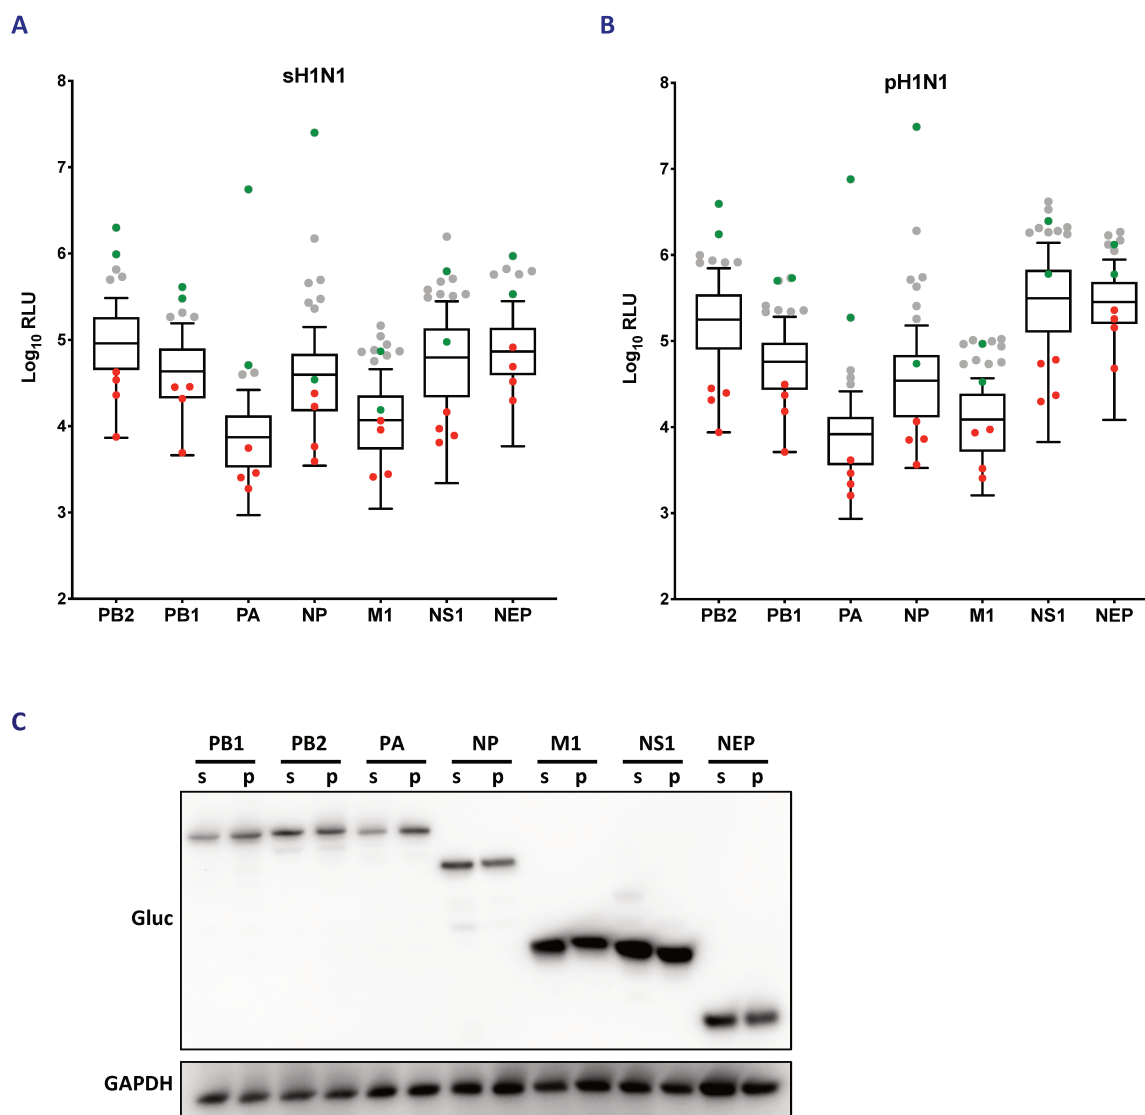 A
sH1N1
8
7
6
5
4
3
2
Log10 RLU
PB2 PB1 PA NP M1 NS1 NEP
B
pH1N1
8
7
6
5
4
3
2
Log10 RLU
PB2 PB1 PA NP M1 NS1 NEP
C
PB1 PB2 PA NP M1 NS1 NEP
s p s p s p s p s p s p s p
Gluc
GAPDH